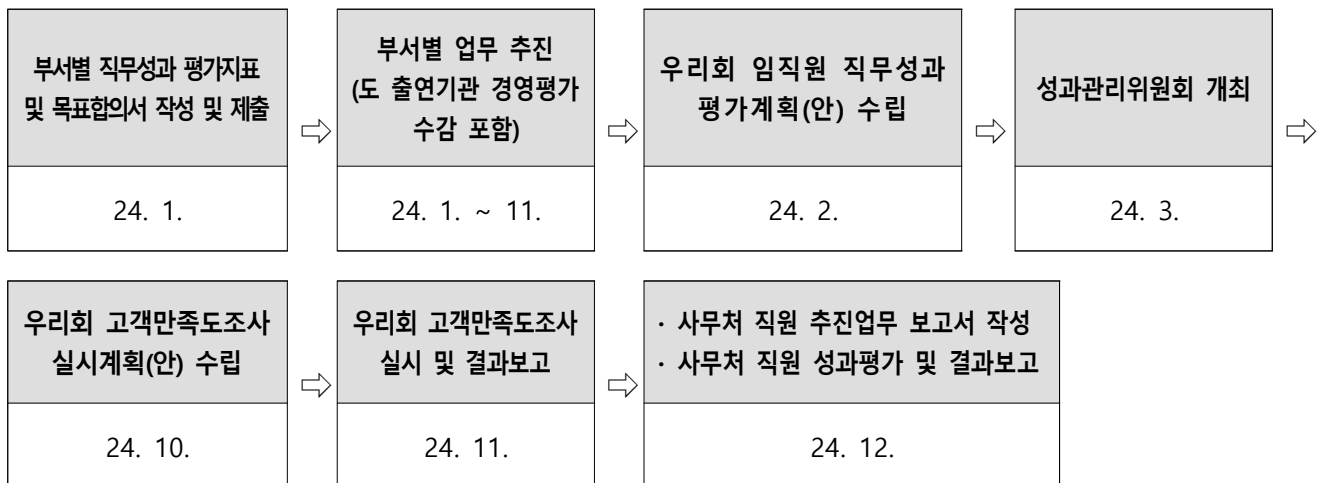 부서별 직무성과 평가지표
및 목표합의서 작성 및 제출
24. 1.
⇨
부서별 업무 추진
(도 출연기관 경영평가
수감 포함)
24. 1. ~ 11.
⇨
우리회 임직원 직무성과
평가계획(안) 수립
24. 2.
⇨
성과관리위원회 개최
24. 3.
⇨
우리회 고객만족도조사
실시계획(안) 수립
24. 10.
⇨
우리회 고객만족도조사
실시 및 결과보고
24. 11.
⇨
· 사무처 직원 추진업무 보고서 작성
· 사무처 직원 성과평가 및 결과보고
24. 12.